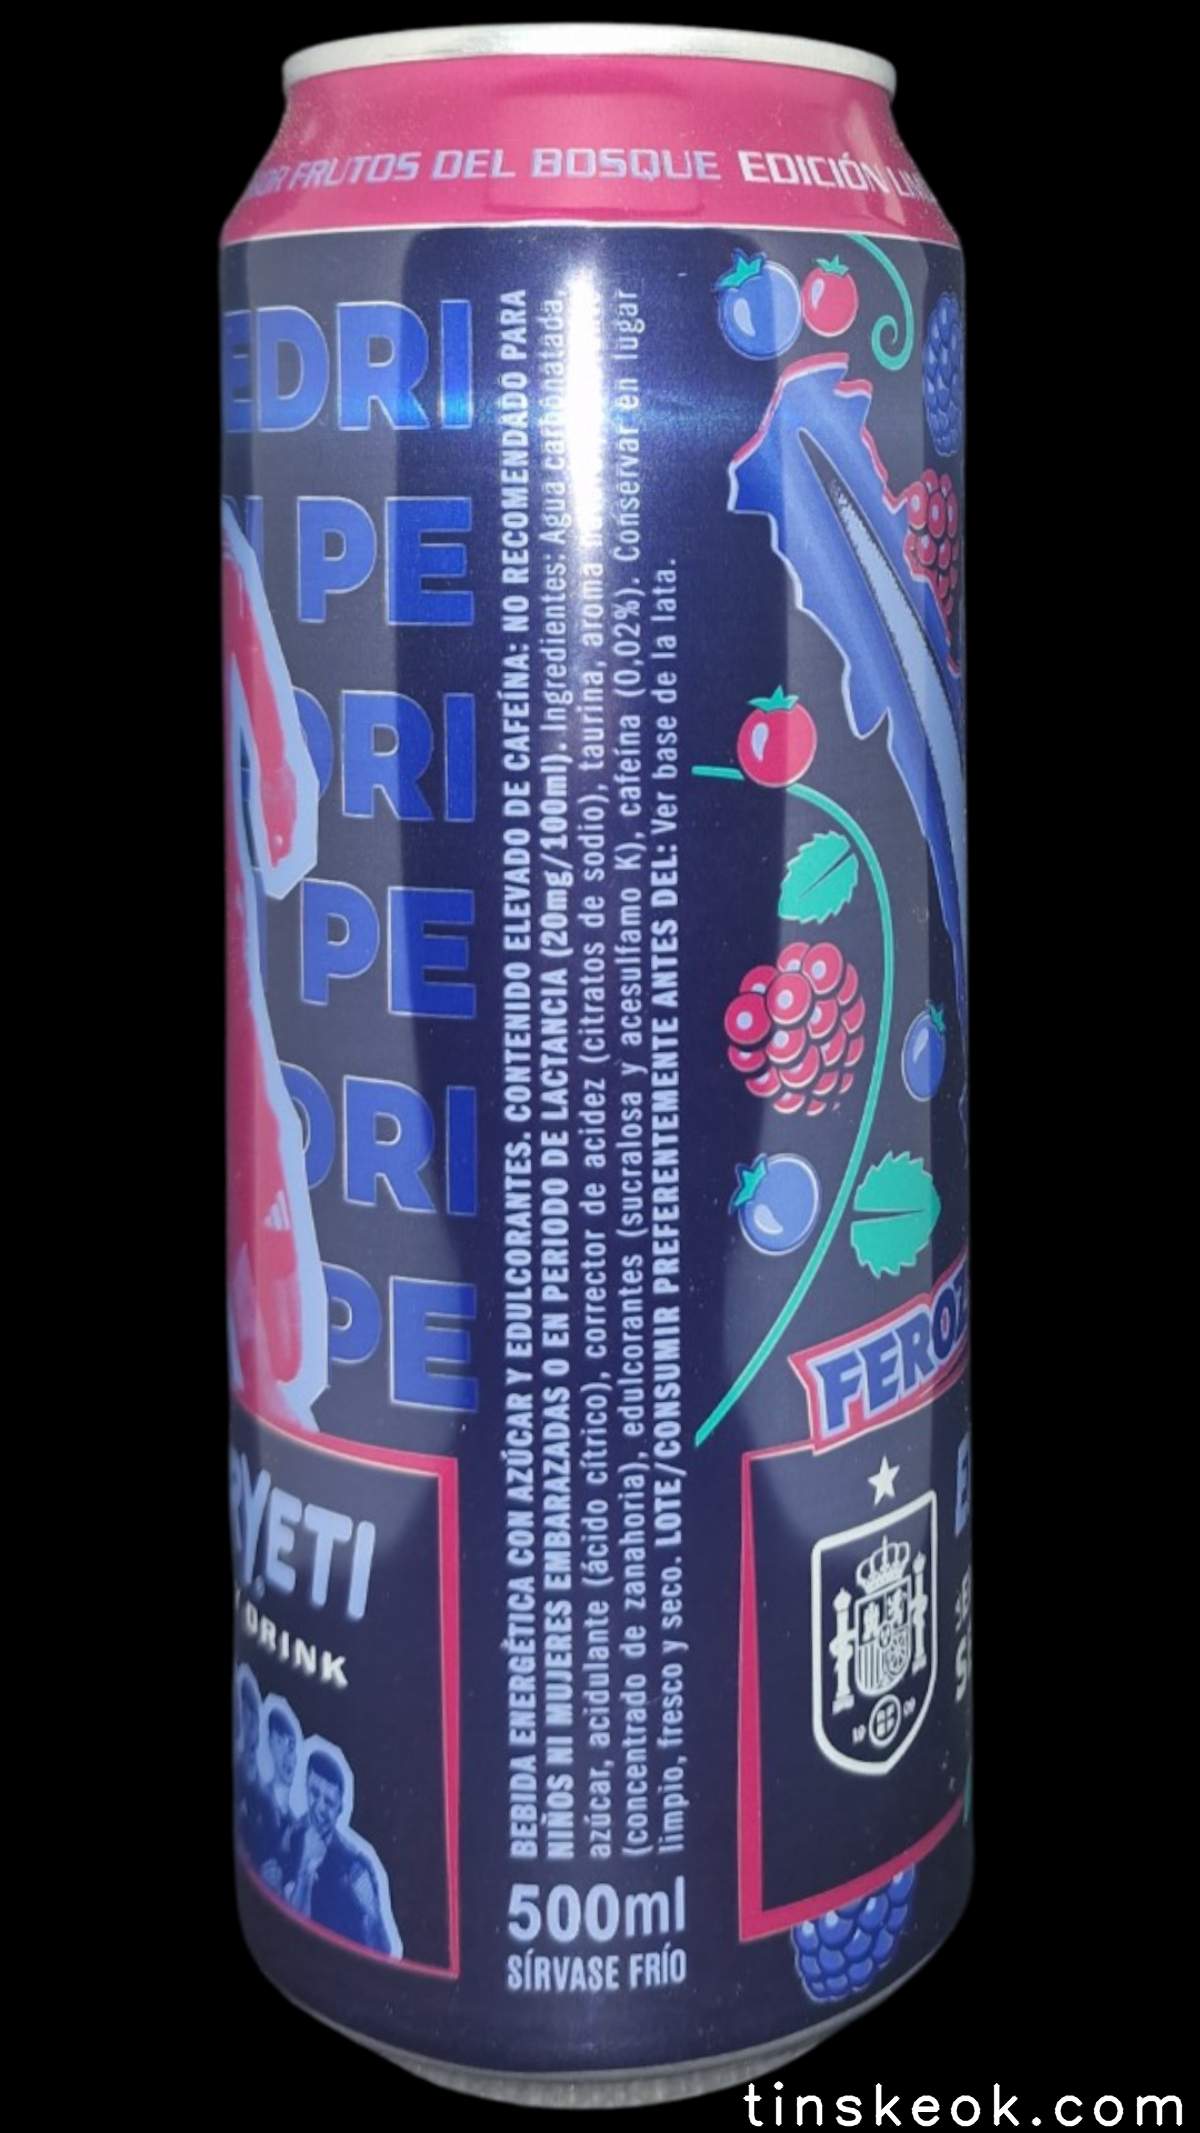 FRUTOS DEL BOSQUE EDICIÓN
EDRI
PE
DRI
PE
DRI
PE
RYETI
DRINK
BEBIDA ENERGÉTICA CON AZÚCAR Y EDULCORANTES. CONTENIDO ELEVADO DE CAFEÍNA: NO RECOMENDADO PARA
NIÑOS NI MUJERES EMBARAZADAS O EN PERIODO DE LACTANCIA (20mg/100ml). Ingredientes: Agua carbonatada,
azúcar, acidulante (ácido cítrico), corrector de acidez (citratos de sodio), taurina, aroma
(concentrado de zanahoria), edulcorantes (sucralosa y acesulfamo K), cafeína (0,02%). Conservar en lugar
limpio, fresco y seco. LOTE/CONSUMIR PREFERENTEMENTE ANTES DEL: Ver base de la lata.
500ml
SÍRVASE FRÍO
FEROZ
19 09
tinskeok.com